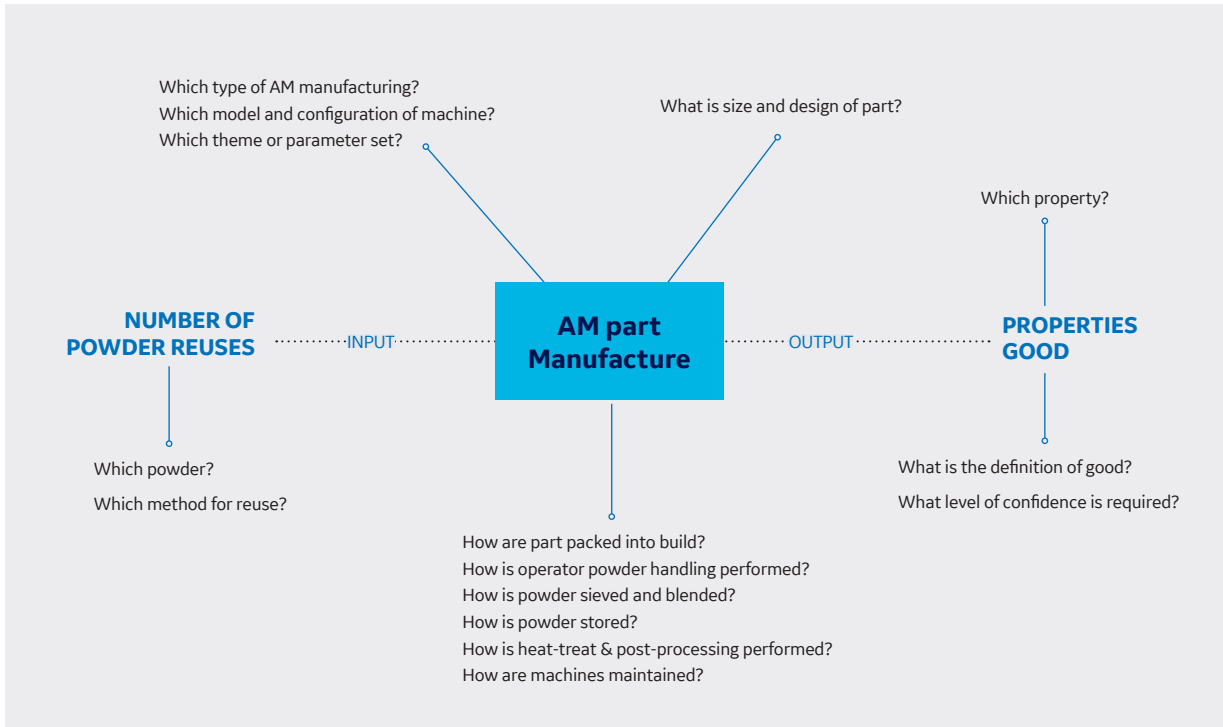 Which type of AM manufacturing?
Which model and configuration of machine?
Which theme or parameter set?
What is size and design of part?
Which property?
NUMBER OF
POWDER REUSES
INPUT
AM part
Manufacture
OUTPUT
PROPERTIES
GOOD
Which powder?
Which method for reuse?
What is the definition of good?
What level of confidence is required?
How are part packed into build?
How is operator powder handling performed?
How is powder sieved and blended?
How is powder stored?
How is heat-treat & post-processing performed?
How are machines maintained?